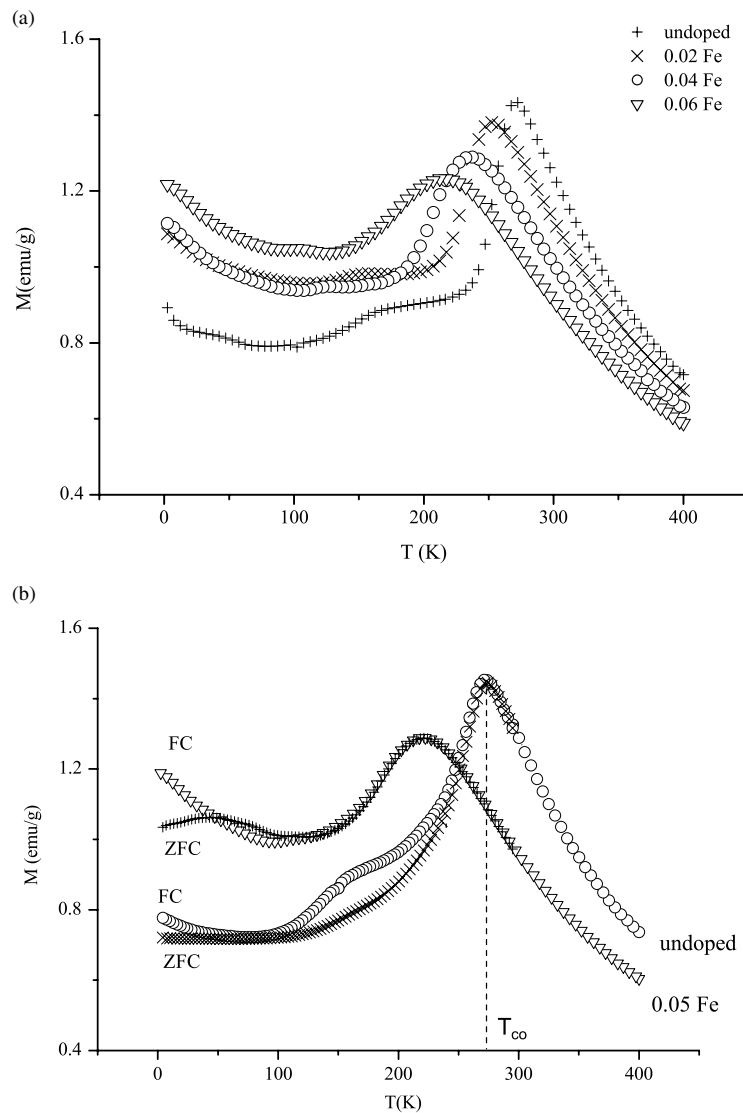 (a)
1.6
1.2
0.8
0.4
M(emu/g)
undoped
0.02 Fe
0.04 Fe
0.06 Fe
0
100
200
300
400
T (K)
(b)
1.6
1.2
0.8
0.4
M (emu/g)
FC
ZFC
FC
ZFC
undoped
0.05 Fe
Tco
0
100
200
300
400
T(K)